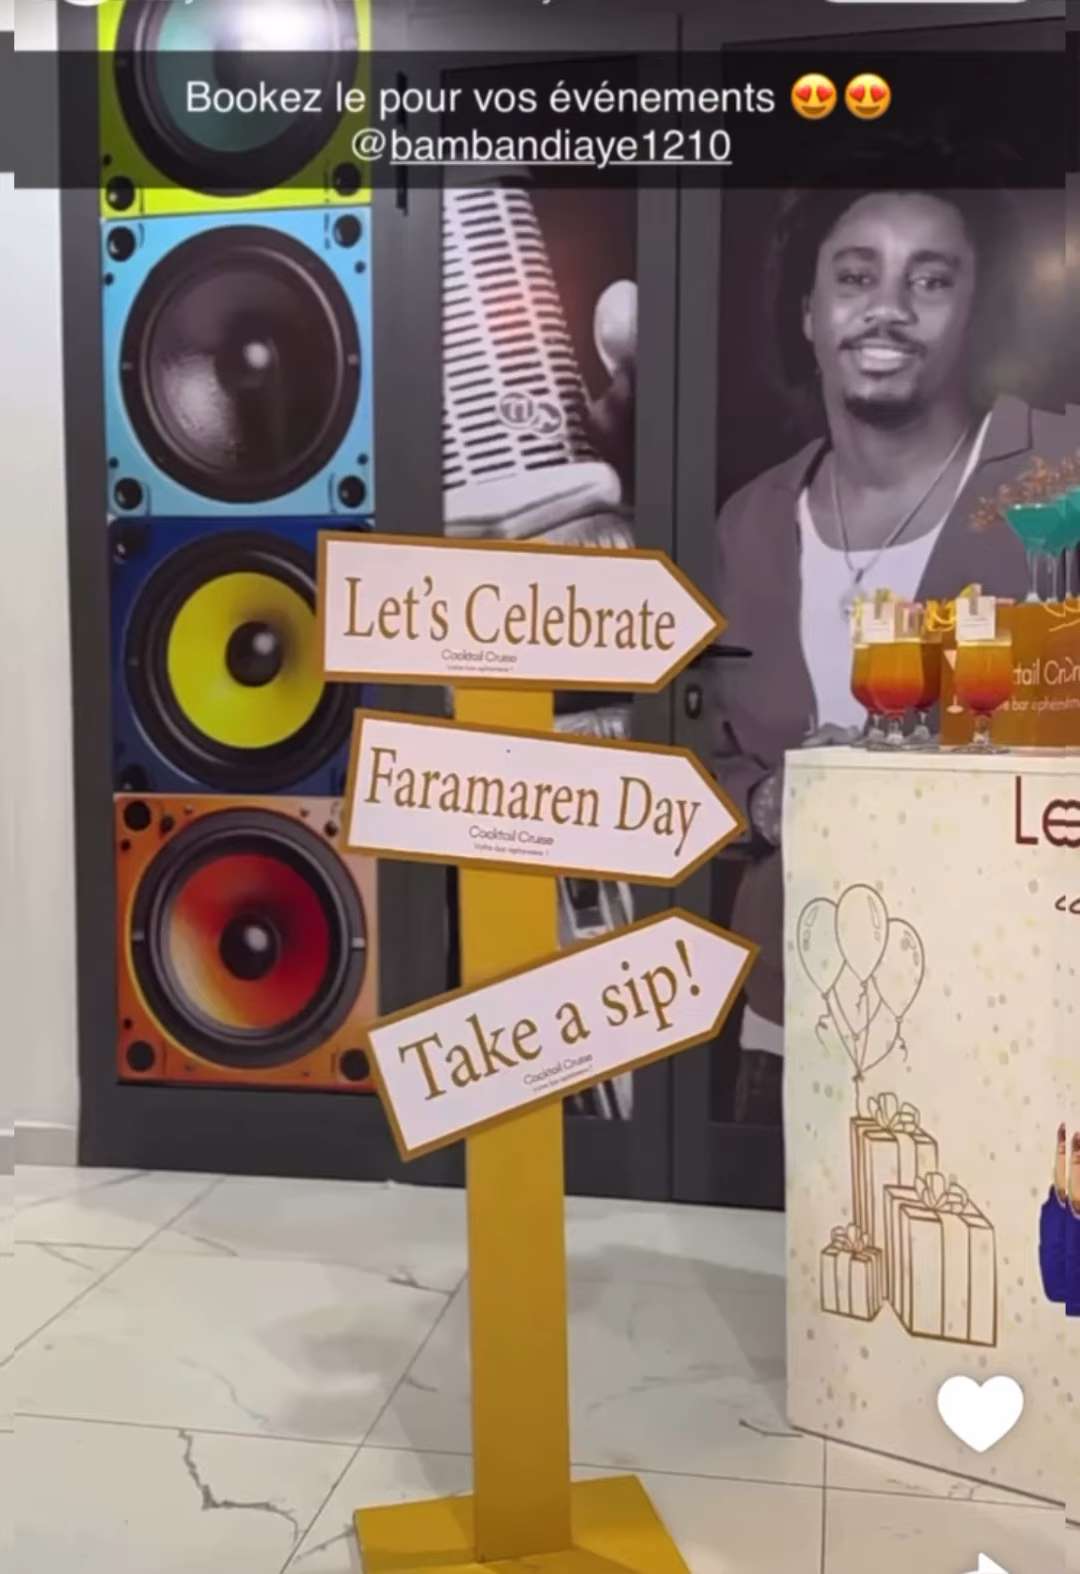 Bookez le pour vos événements 😍😍
@bambandiaye1210
Let's Celebrate
Cocktail Cruise
Faramaren Day
Cocktail Cruise
Take a sip!
Cocktail Cruise